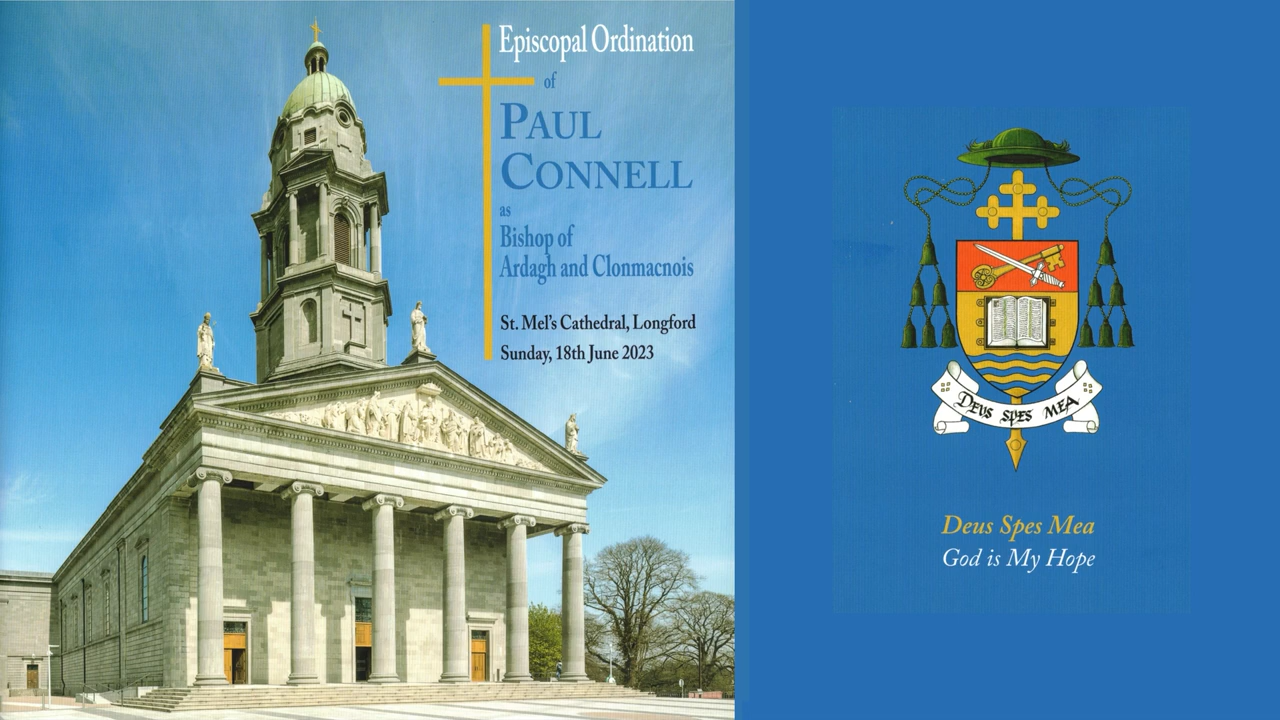 Episcopal Ordination
of
PAUL
CONNELL
as
Bishop of
Ardagh and Clonmacnois
St. Mel's Cathedral, Longford
Sunday, 18th June 2023
DEUS SPES MEA
Deus Spes Mea
God is My Hope